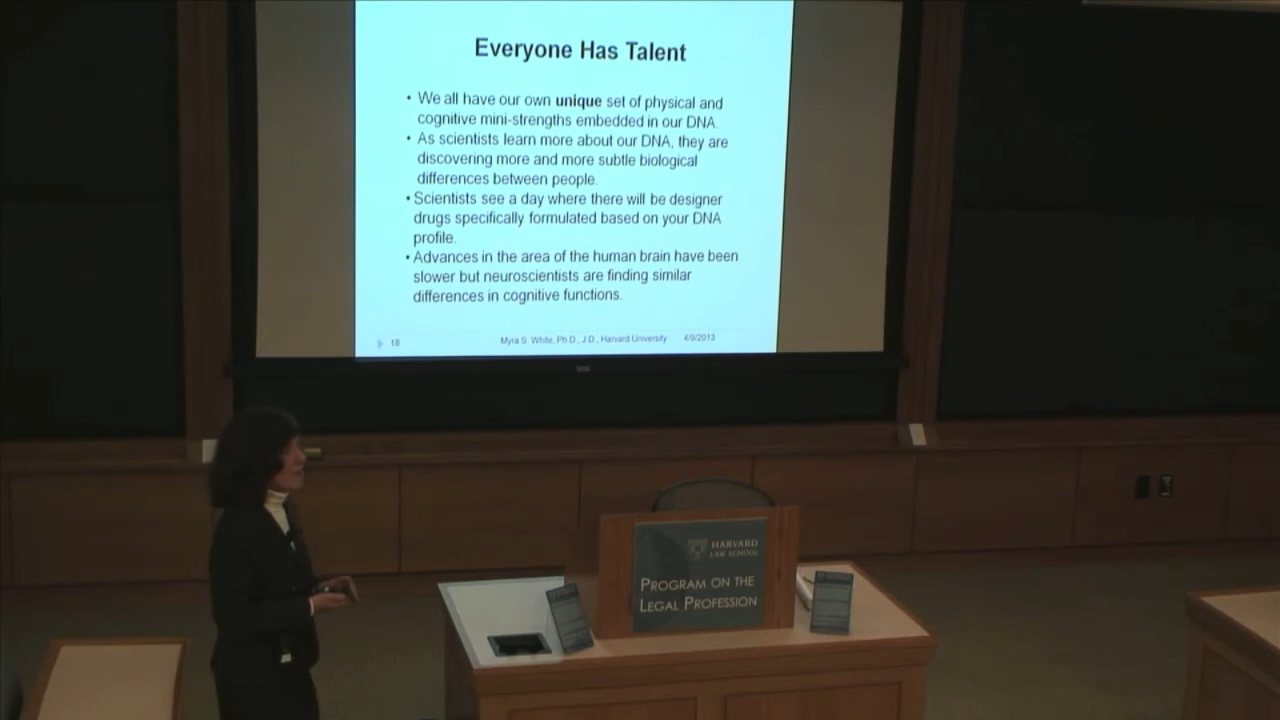 Everyone Has Talent
• We all have our own unique set of physical and
cognitive mini-strengths embedded in our DNA.
• As scientists learn more about our DNA, they are
discovering more and more subtle biological
differences between people.
• Scientists see a day where there will be designer
drugs specifically formulated based on your DNA
profile.
• Advances in the area of the human brain have been
slower but neuroscientists are finding similar
differences in cognitive functions.
18 Myra S. White, Ph.D., J.D., Harvard University 4/9/2013
HARVARD
LAW SCHOOL
PROGRAM ON THE
LEGAL PROFESSION